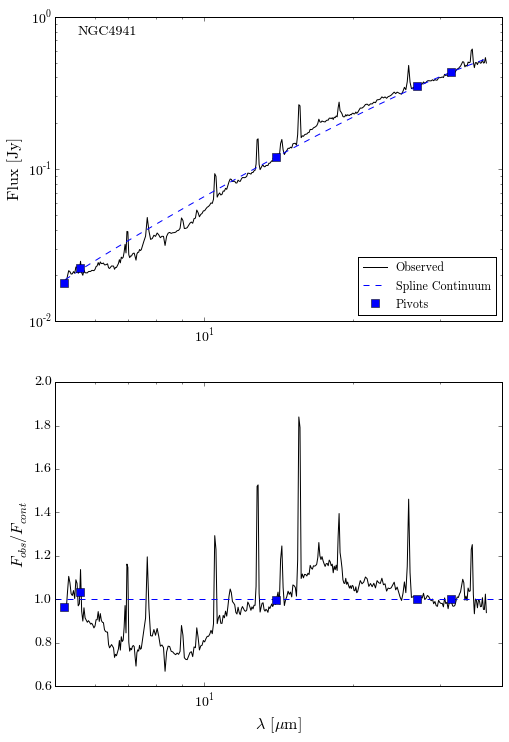 NGC4941
Flux [Jy]
10^0
10^-1
10^-2
10^1
Observed
Spline Continuum
Pivots
F_obs/F_cont
2.0
1.8
1.6
1.4
1.2
1.0
0.8
0.6
10^1
λ [μm]